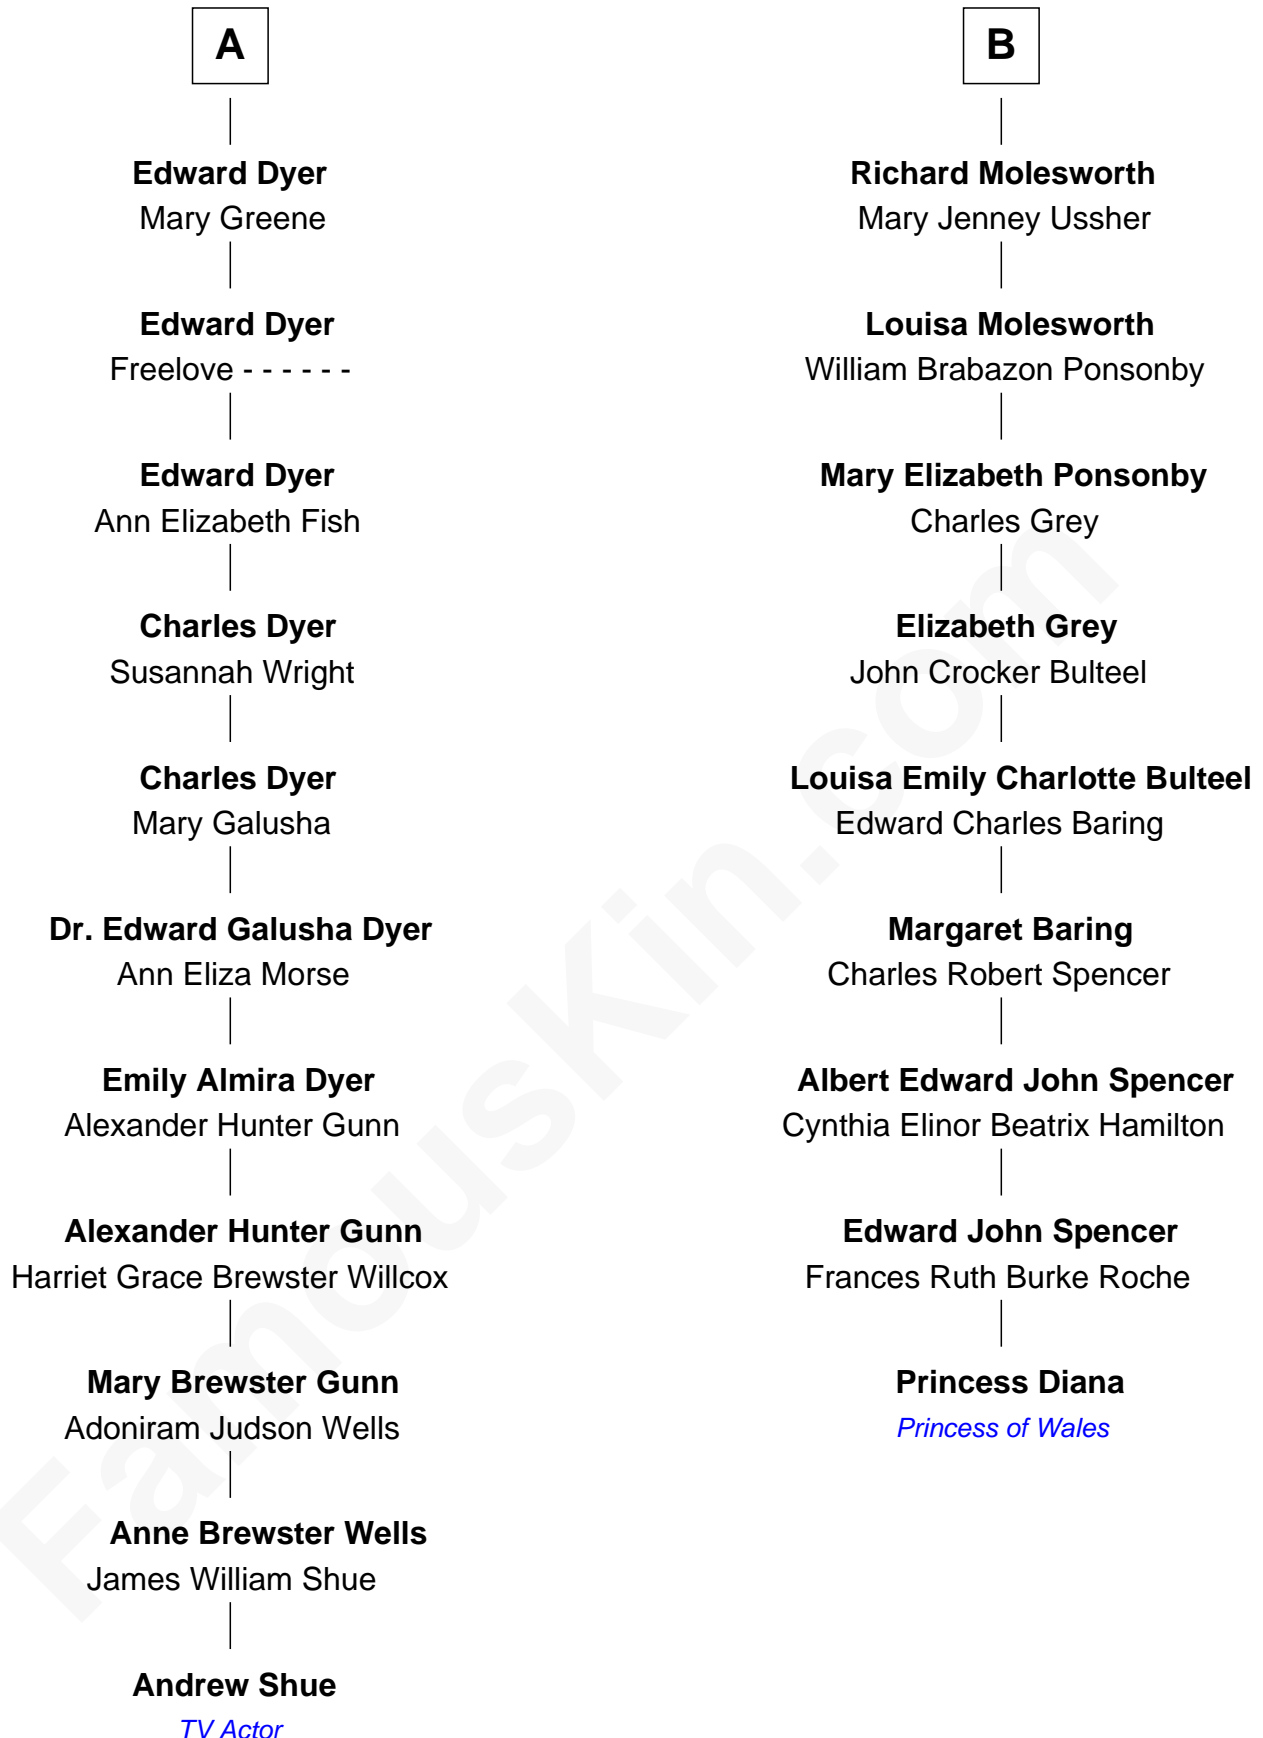 A
Edward Dyer
Mary Greene
Edward Dyer
Freelove - - - - - -
Edward Dyer
Ann Elizabeth Fish
Charles Dyer
Susannah Wright
Charles Dyer
Mary Galusha
Dr. Edward Galusha Dyer
Ann Eliza Morse
Emily Almira Dyer
Alexander Hunter Gunn
Alexander Hunter Gunn
Harriet Grace Brewster Willcox
Mary Brewster Gunn
Adoniram Judson Wells
Anne Brewster Wells
James William Shue
Andrew Shue
TV Actor
B
Richard Molesworth
Mary Jenney Ussher
Louisa Molesworth
William Brabazon Ponsonby
Mary Elizabeth Ponsonby
Charles Grey
Elizabeth Grey
John Crocker Bulteel
Louisa Emily Charlotte Bulteel
Edward Charles Baring
Margaret Baring
Charles Robert Spencer
Albert Edward John Spencer
Cynthia Elinor Beatrix Hamilton
Edward John Spencer
Frances Ruth Burke Roche
Princess Diana
Princess of Wales
FamousKin.com